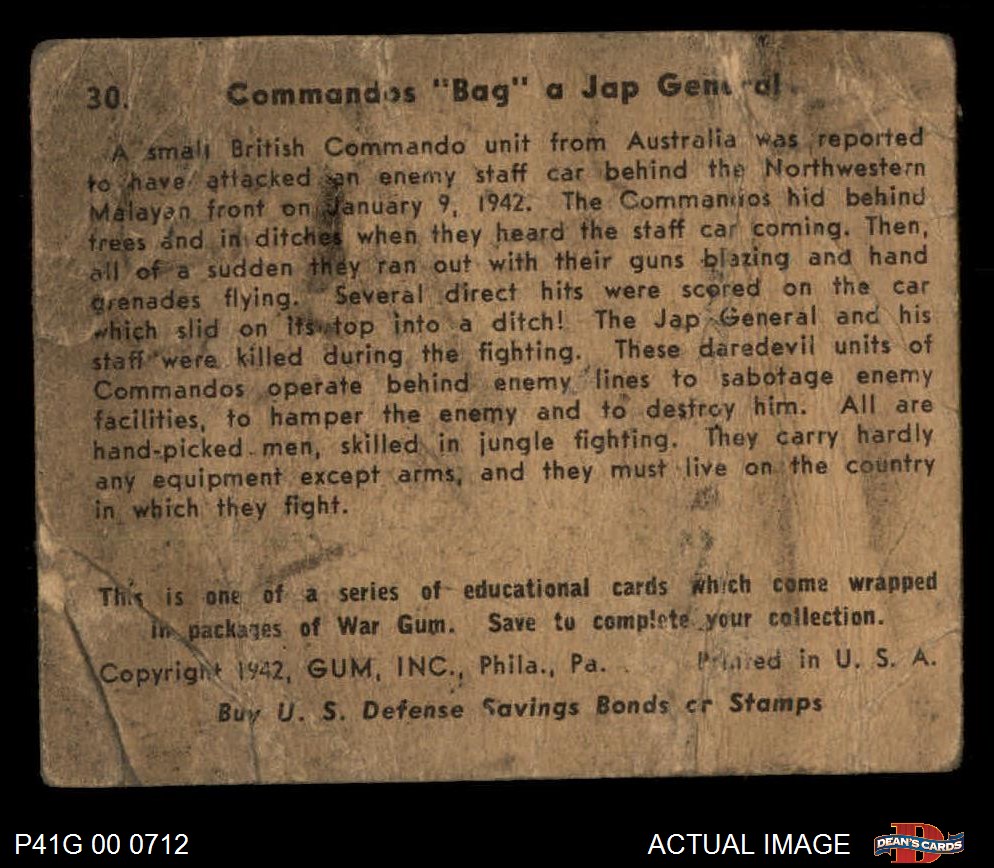 30. Commandos "Bag" a Jap General
A small British Commando unit from Australia was reported
to have attacked an enemy staff car behind the Northwestern
Malayan front on January 9, 1942. The Commandos hid behind
trees and in ditches when they heard the staff car coming. Then,
all of a sudden they ran out with their guns blazing and hand
grenades flying. Several direct hits were scored on the car
which slid on its top into a ditch! The Jap General and his
staff were killed during the fighting. These daredevil units of
Commandos operate behind enemy lines to sabotage enemy
facilities, to hamper the enemy and to destroy him. All are
hand-picked men, skilled in jungle fighting. They carry hardly
any equipment except arms, and they must live on the country
in which they fight.
This is one of a series of educational cards which come wrapped
in packages of War Gum. Save to complete your collection.
Copyright 1942, GUM, INC., Phila., Pa. Printed in U. S. A.
Buy U. S. Defense Savings Bonds or Stamps
P41G 00 0712 ACTUAL IMAGE DEAN'S CARDS